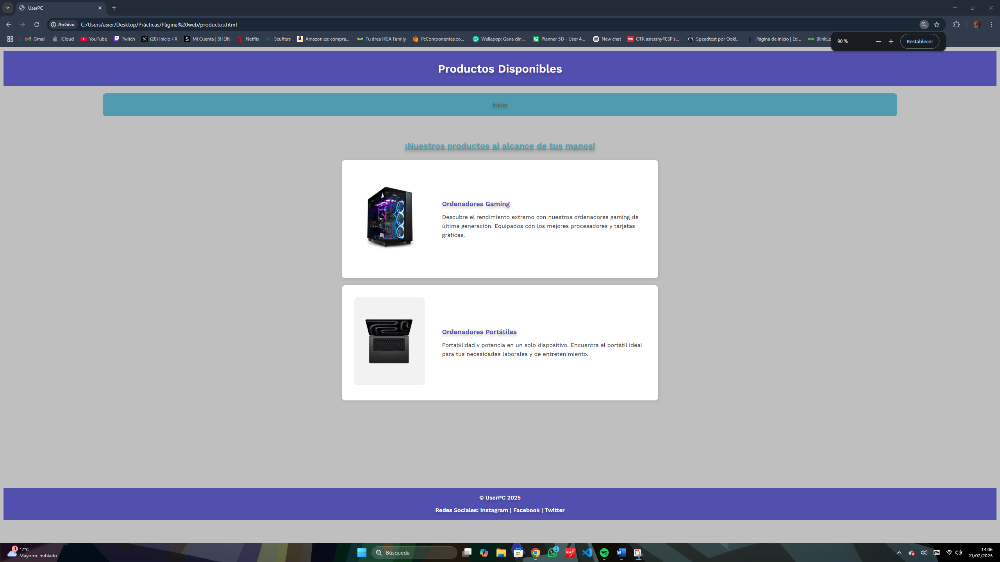 UserPC
Archivo C:/Users/asier/Desktop/Prácticas/Página%20web/productos.html
Gmail iCloud YouTube Twitch (20) Inicio / X Mi Cuenta | SHEIN Netflix Scuffers Amazon.es: compra... Tu área IKEA Family PcComponentes.co... Wallapop: Gana din... Planner 5D - User 4... New chat OTK asiershy#ESP's... Speedtest por Ookl... Página de inicio | Ed... BlinkLe
90 % Restablecer
Productos Disponibles
Inicio
¡Nuestros productos al alcance de tus manos!
Ordenadores Gaming
Descubre el rendimiento extremo con nuestros ordenadores gaming de
última generación. Equipados con los mejores procesadores y tarjetas
gráficas.
Ordenadores Portátiles
Portabilidad y potencia en un solo dispositivo. Encuentra el portátil ideal
para tus necesidades laborales y de entretenimiento.
© UserPC 2025
Redes Sociales: Instagram | Facebook | Twitter
1 17°C
Mayorm. nublado
Búsqueda
3
14:06
21/02/2025